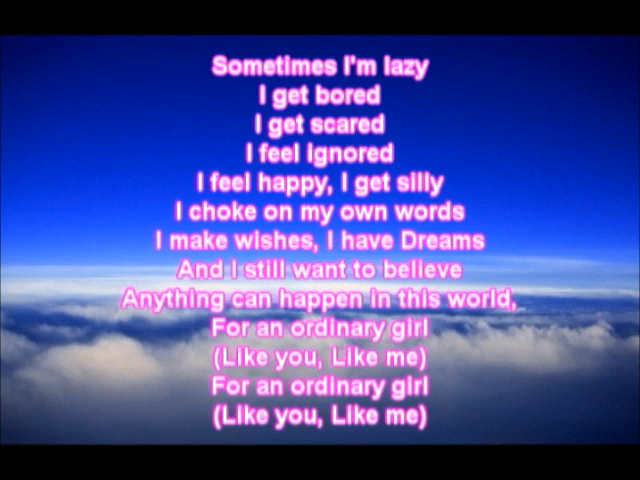 Sometimes I'm lazy
I get bored
I get scared
I feel ignored
I feel happy, I get silly
I choke on my own words
I make wishes, I have Dreams
And I still want to believe
Anything can happen in this world,
For an ordinary girl
(Like you, Like me)
For an ordinary girl
(Like you, Like me)